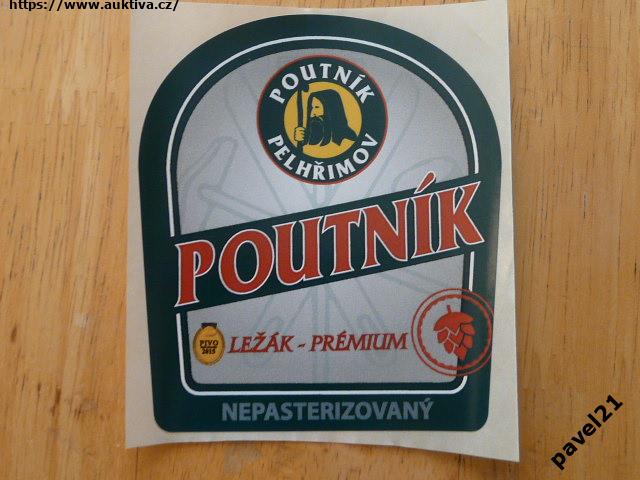 https://www.auktiva.cz/
POUTNÍK
PELHŘIMOV
POUTNÍK
PIVO
2015
LEŽÁK - PRÉMIUM
NEPASTERIZOVANÝ
pavel21